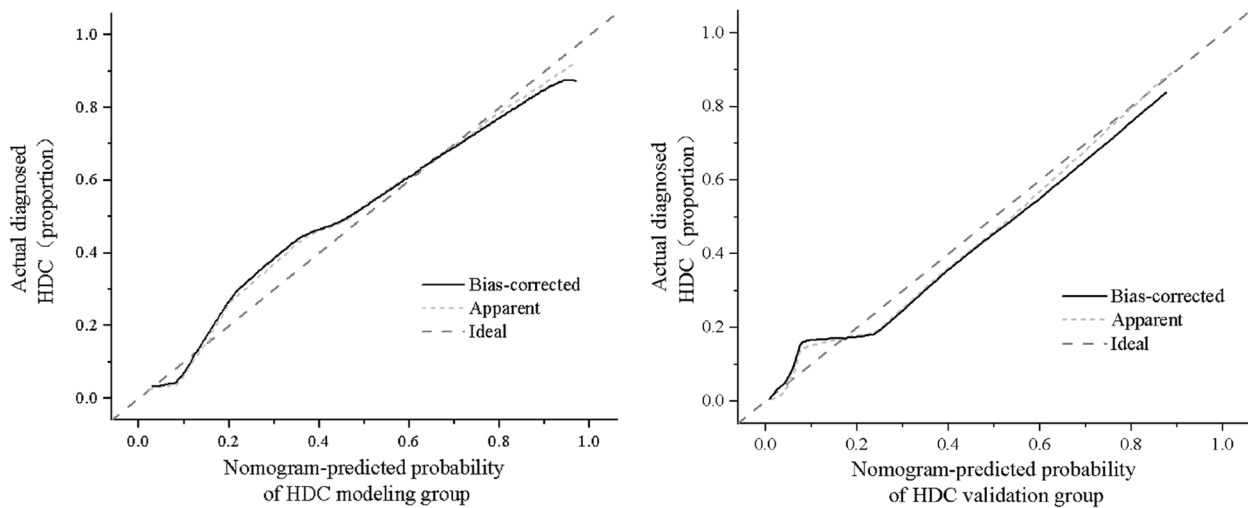 Actual diagnosed
HDC（proportion）
1.0
0.8
0.6
0.4
0.2
0.0
Bias-corrected
Apparent
Ideal
0.0 0.2 0.4 0.6 0.8 1.0
Nomogram-predicted probability
of HDC modeling group
Actual diagnosed
HDC（proportion）
1.0
0.8
0.6
0.4
0.2
0.0
Bias-corrected
Apparent
Ideal
0.0 0.2 0.4 0.6 0.8 1.0
Nomogram-predicted probability
of HDC validation group